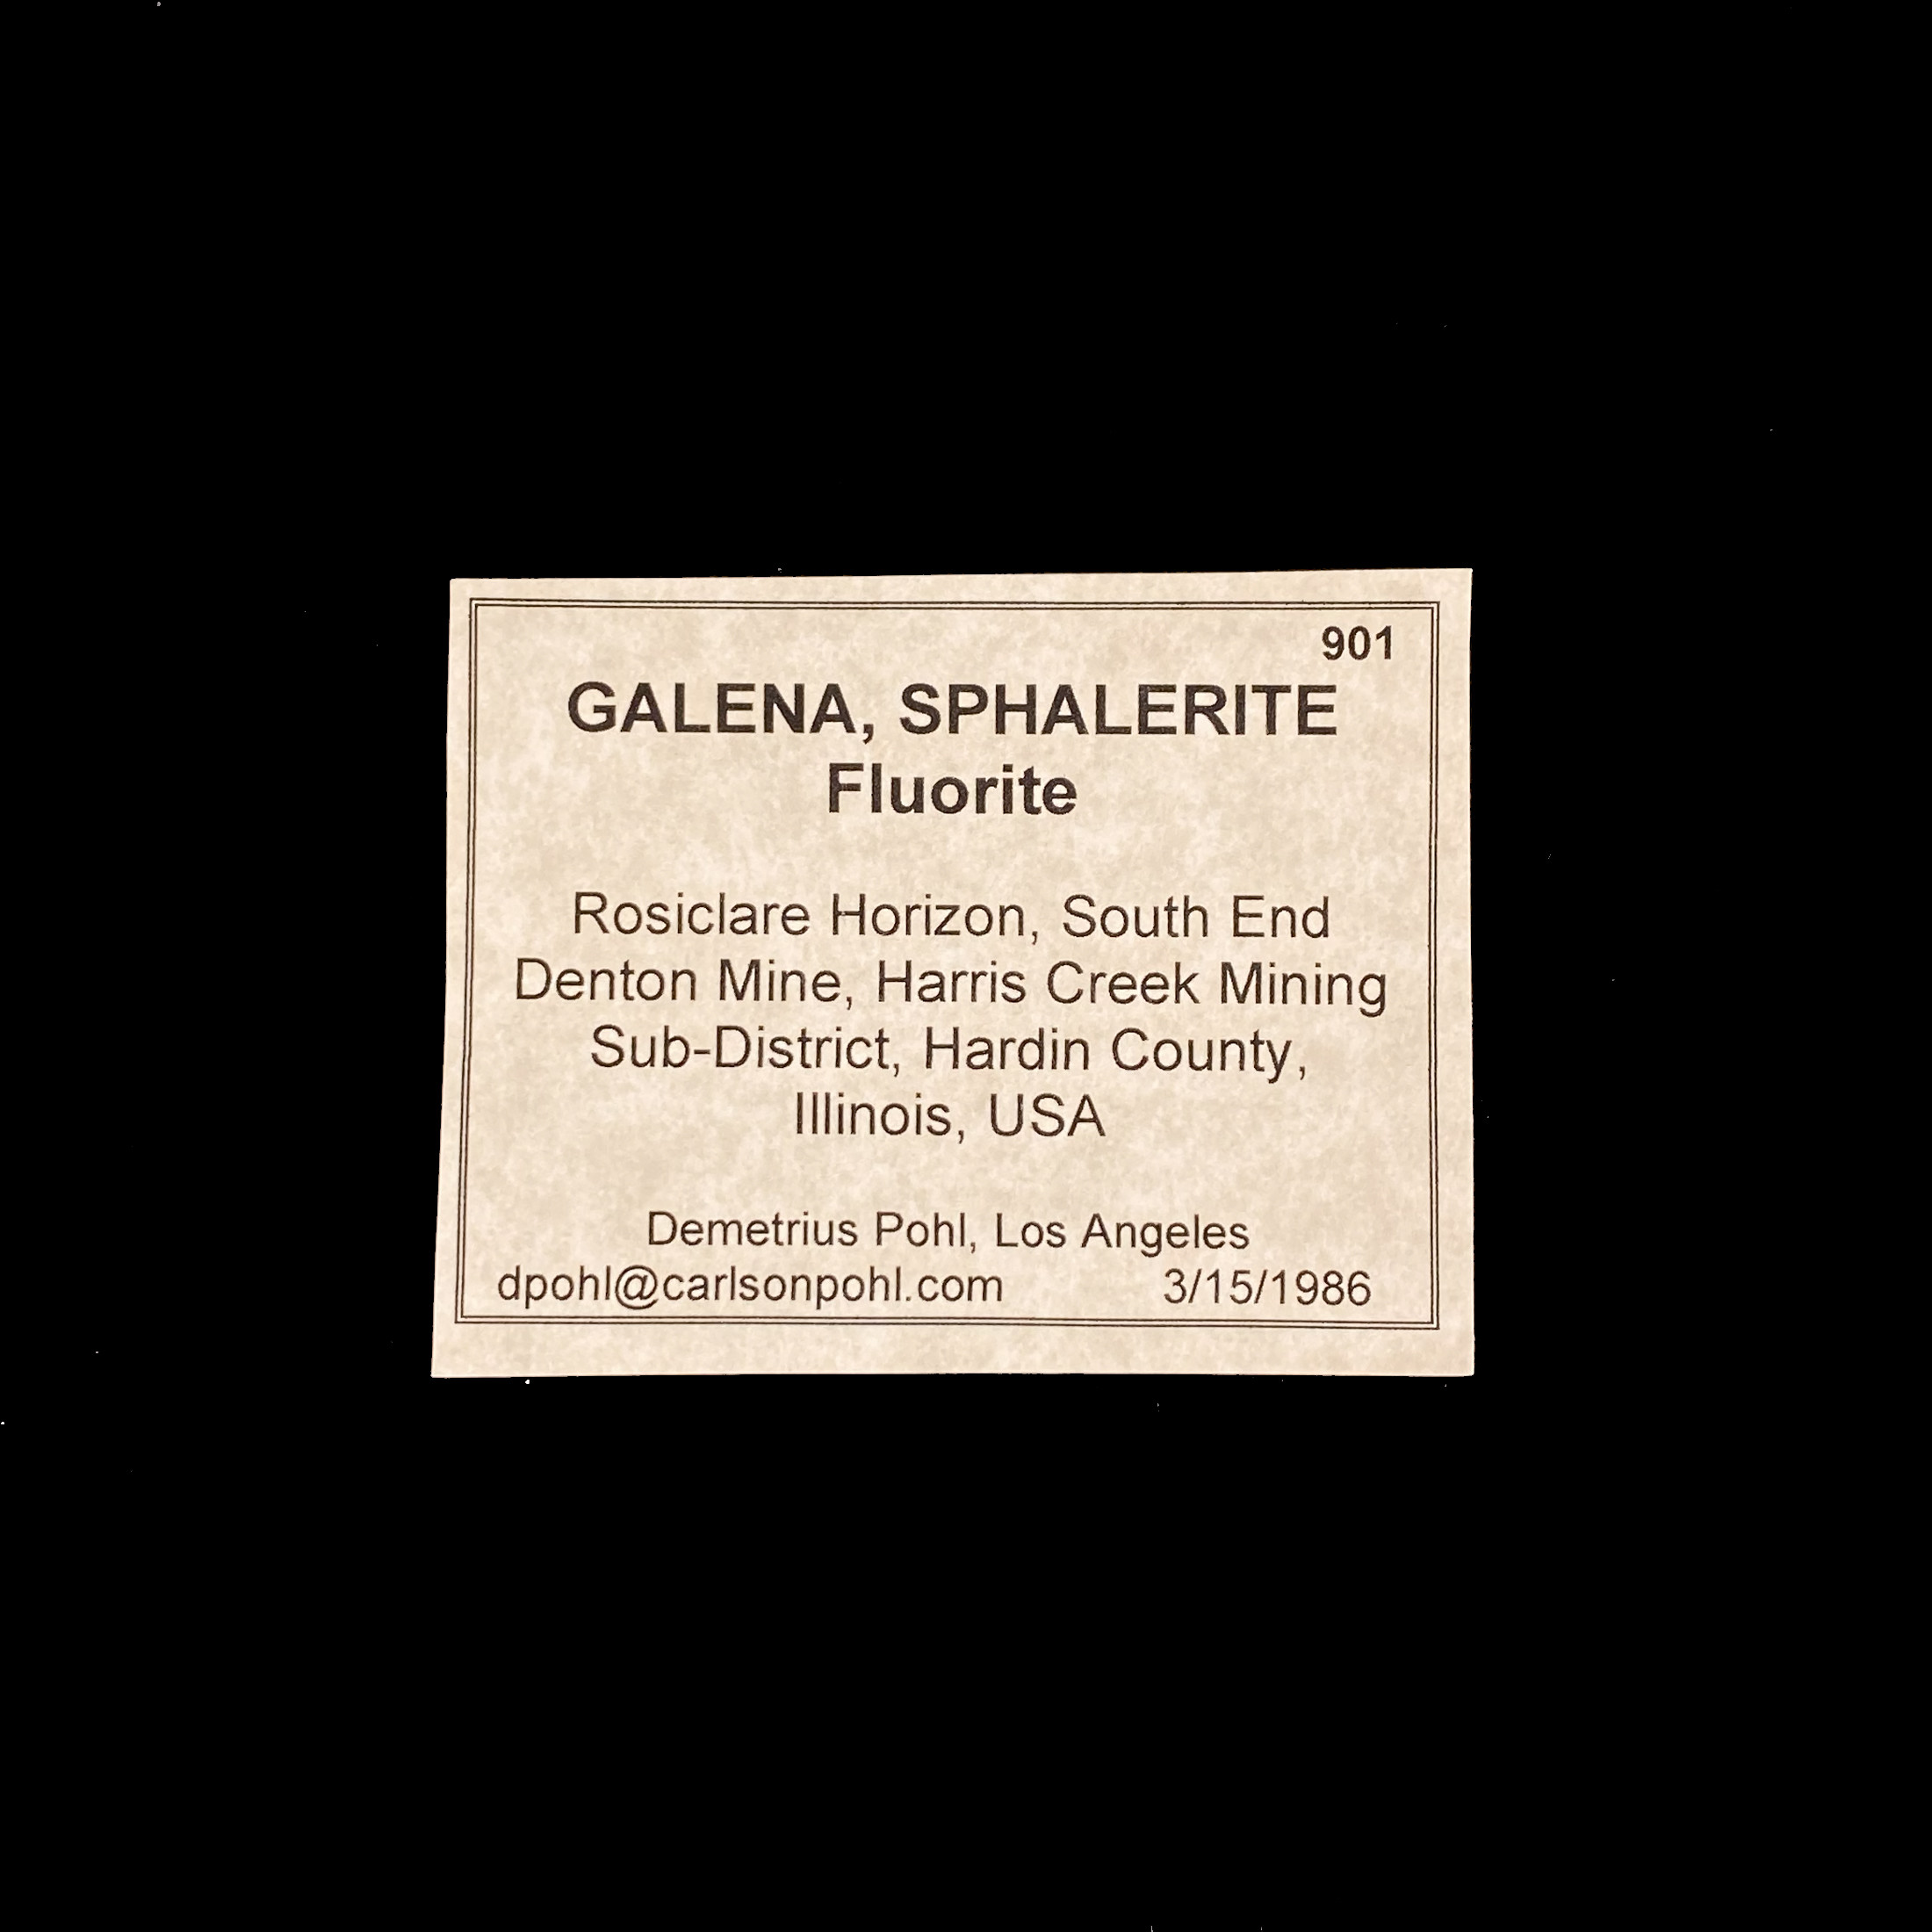 901
GALENA, SPHALERITE
Fluorite
Rosiclare Horizon, South End
Denton Mine, Harris Creek Mining
Sub-District, Hardin County,
Illinois, USA
Demetrius Pohl, Los Angeles
dpohl@carlsonpohl.com 3/15/1986